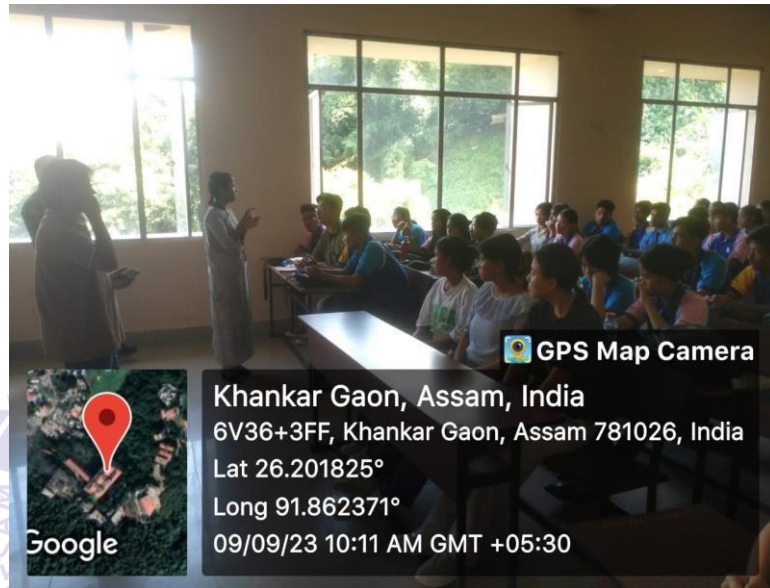 GPS Map Camera
Khankar Gaon, Assam, India
6V36+3FF, Khankar Gaon, Assam 781026, India
Lat 26.201825°
Long 91.862371°
09/09/23 10:11 AM GMT +05:30
Google